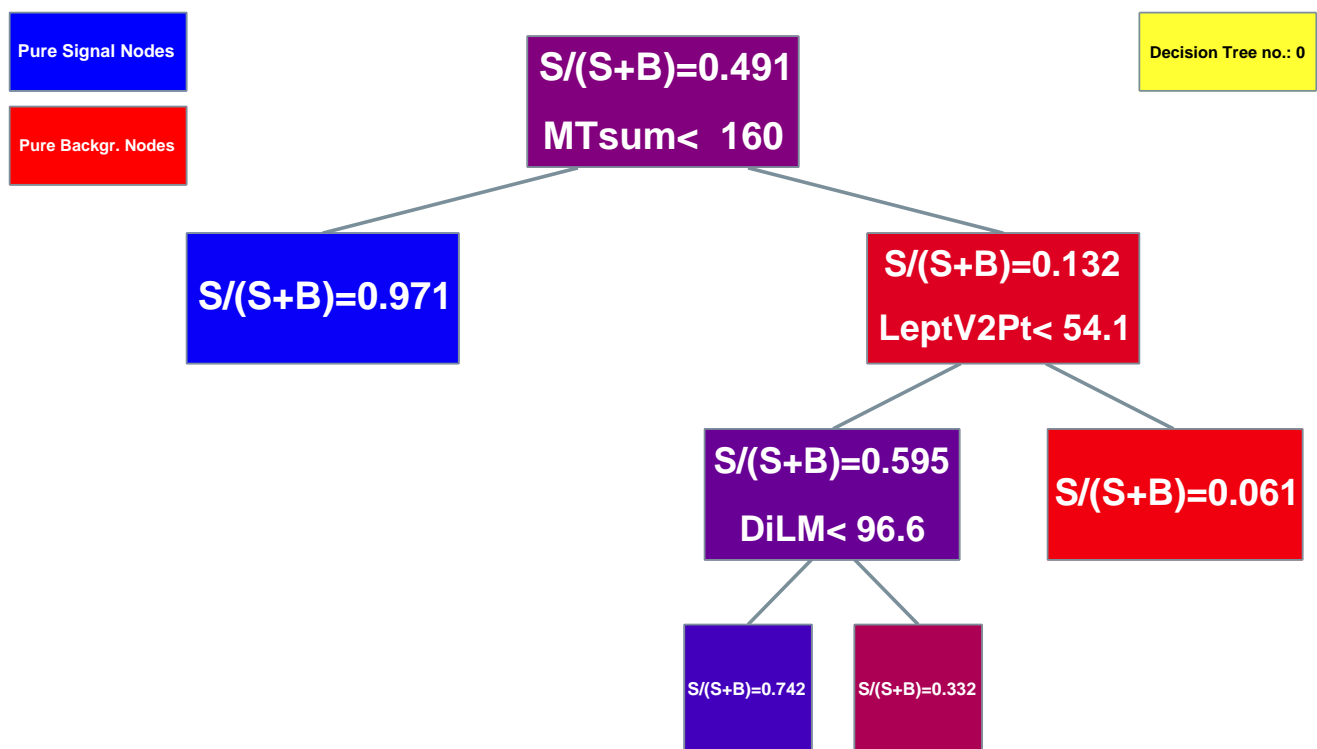 Pure Signal Nodes
Pure Backgr. Nodes
Decision Tree no.: 0
S/(S+B)=0.491
MTsum<  160
S/(S+B)=0.971
S/(S+B)=0.132
LeptV2Pt< 54.1
S/(S+B)=0.595
DiLM< 96.6
S/(S+B)=0.061
S/(S+B)=0.742
S/(S+B)=0.332